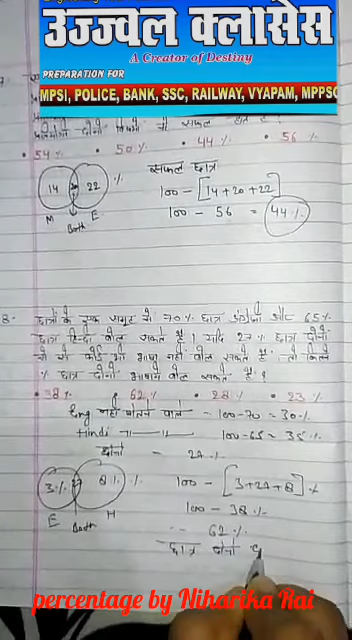 उज्ज्वल क्लासेस
A Creator of Destiny
PREPARATION FOR
MPSI, POLICE, BANK, SSC, RAILWAY, VYAPAM, MPPSC
दोनों विषयों में सफल होते है ?
• 54 % • 50 % • 44 % • 56 %
सफल छात्र
14 22 %
100 - [14+20+22]
M Both E
100 - 56 = 44 %
8- छात्रों के एक समूह में 70 % छात्र अंग्रेजी और 65 %
छात्र हिन्दी बोल सकते है । यदि 27 % छात्र दोनों
में से कोई भी भाषा नहीं बोल सकते है तो कितने
% छात्र दोनों भाषायें बोल सकते है ?
• 38 % • 62 % • 28 % • 23 %
Eng नहीं बोलने वाले - 100-70 = 30 %
Hindi 100-65 = 35 %
दोनो - 27 %
3 % 8 %
100 - [3+27+8] %
E Both H
100 - 38 %
62 %
छात्र दोनो
percentage by Niharika Rai